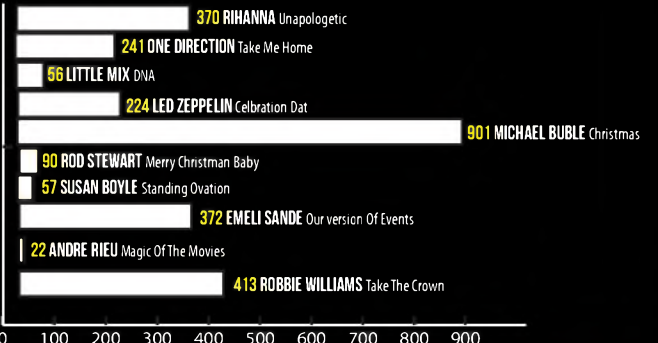 370 RIHANNA Unapologetic
241 ONE DIRECTION Take Me Home
56 LITTLE MIX DNA
224 LED ZEPPELIN Celbration Dat
901 MICHAEL BUBLE Christmas
90 ROD STEWART Merry Christman Baby
57 SUSAN BOYLE Standing Ovation
372 EMELI SANDE Our version Of Events
22 ANDRE RIEU Magic Of The Movies
413 ROBBIE WILLIAMS Take The Crown
0 100 200 300 400 500 600 700 800 900